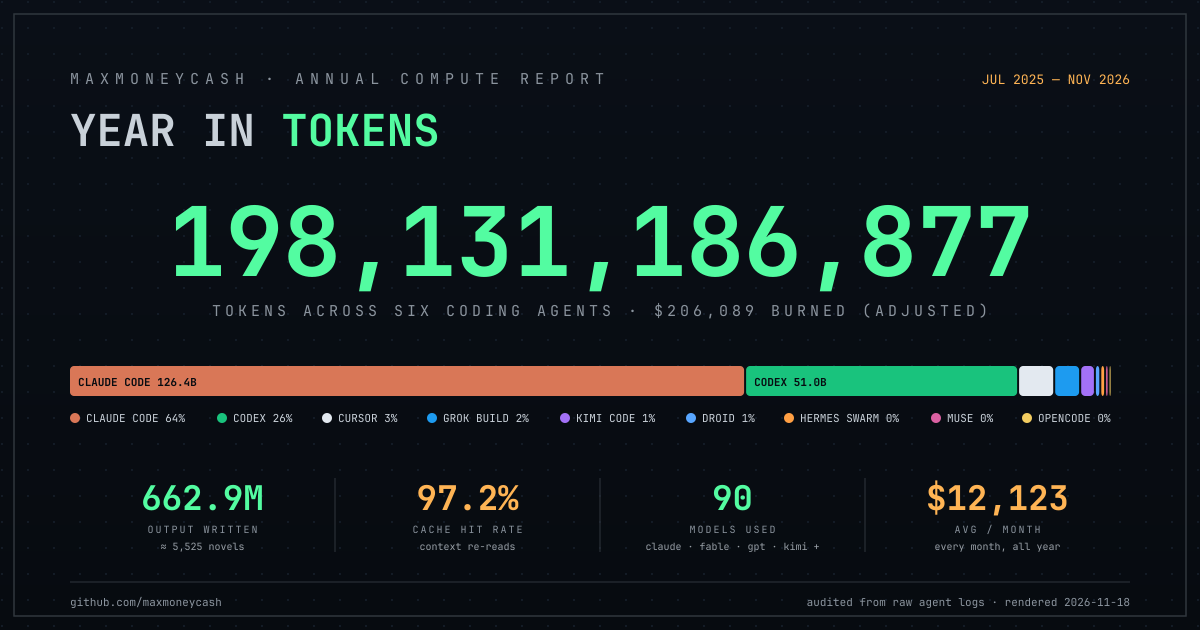 MAXMONEYCASH · ANNUAL COMPUTE REPORT
JUL 2025 — NOV 2026
YEAR IN TOKENS
198,131,186,877
TOKENS ACROSS SIX CODING AGENTS · $206,089 BURNED (ADJUSTED)
CLAUDE CODE 126.4B
CODEX 51.0B
CLAUDE CODE 64%
CODEX 26%
CURSOR 3%
GROK BUILD 2%
KIMI CODE 1%
DROID 1%
HERMES SWARM 0%
MUSE 0%
OPENCODE 0%
662.9M
OUTPUT WRITTEN
≈ 5,525 novels
97.2%
CACHE HIT RATE
context re-reads
90
MODELS USED
claude · fable · gpt · kimi +
$12,123
AVG / MONTH
every month, all year
github.com/maxmoneycash
audited from raw agent logs · rendered 2026-11-18